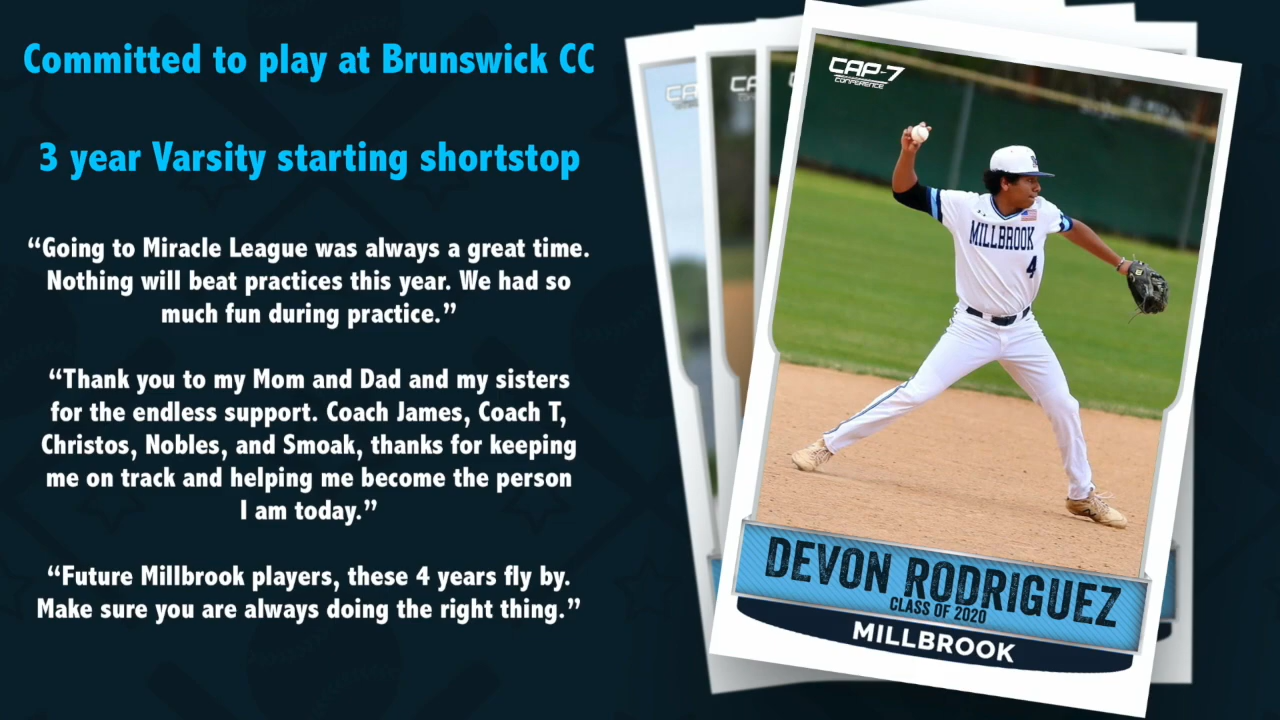 Committed to play at Brunswick CC
3 year Varsity starting shortstop
“Going to Miracle League was always a great time.
Nothing will beat practices this year. We had so
much fun during practice.”
“Thank you to my Mom and Dad and my sisters
for the endless support. Coach James, Coach T,
Christos, Nobles, and Smoak, thanks for keeping
me on track and helping me become the person
I am today.”
“Future Millbrook players, these 4 years fly by.
Make sure you are always doing the right thing.”
CAP-7
CONFERENCE
MILLBROOK
4
DEVON RODRIGUEZ
CLASS OF 2020
MILLBROOK